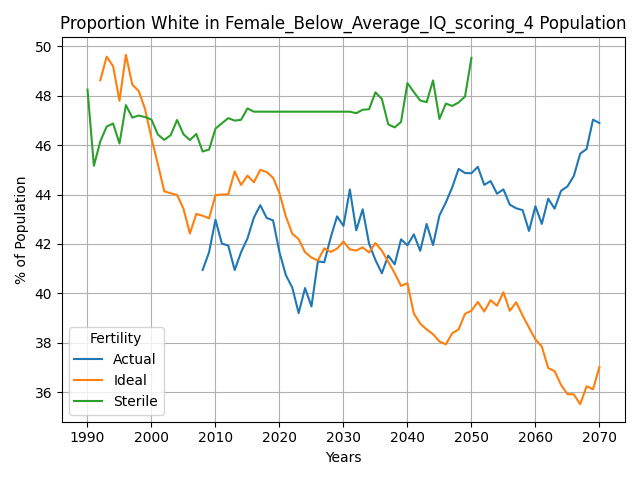 Proportion White in Female_Below_Average_IQ_scoring_4 Population
% of Population
50
48
46
44
42
40
38
36
Fertility
Actual
Ideal
Sterile
1990 2000 2010 2020 2030 2040 2050 2060 2070
Years